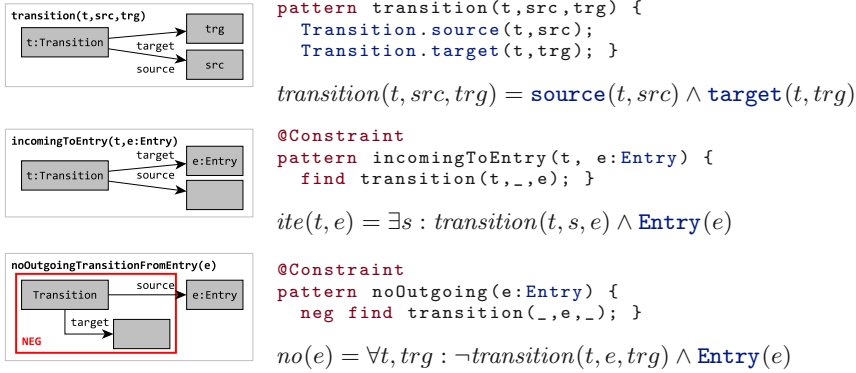 transition(t,src,trg)
t:Transition
target
source
trg
src
pattern transition(t,src,trg) {
Transition.source(t,src);
Transition.target(t,trg); }
transition(t, src, trg) = source(t, src) ∧ target(t, trg)
incomingToEntry(t,e:Entry)
t:Transition
target
source
e:Entry
@Constraint
pattern incomingToEntry(t, e:Entry) {
find transition(t,_,e); }
ite(t, e) = ∃s : transition(t, s, e) ∧ Entry(e)
noOutgoingTransitionFromEntry(e)
Transition
source
e:Entry
target
NEG
@Constraint
pattern noOutgoing(e:Entry) {
neg find transition(_,e,_); }
no(e) = ∀t, trg : ¬transition(t, e, trg) ∧ Entry(e)